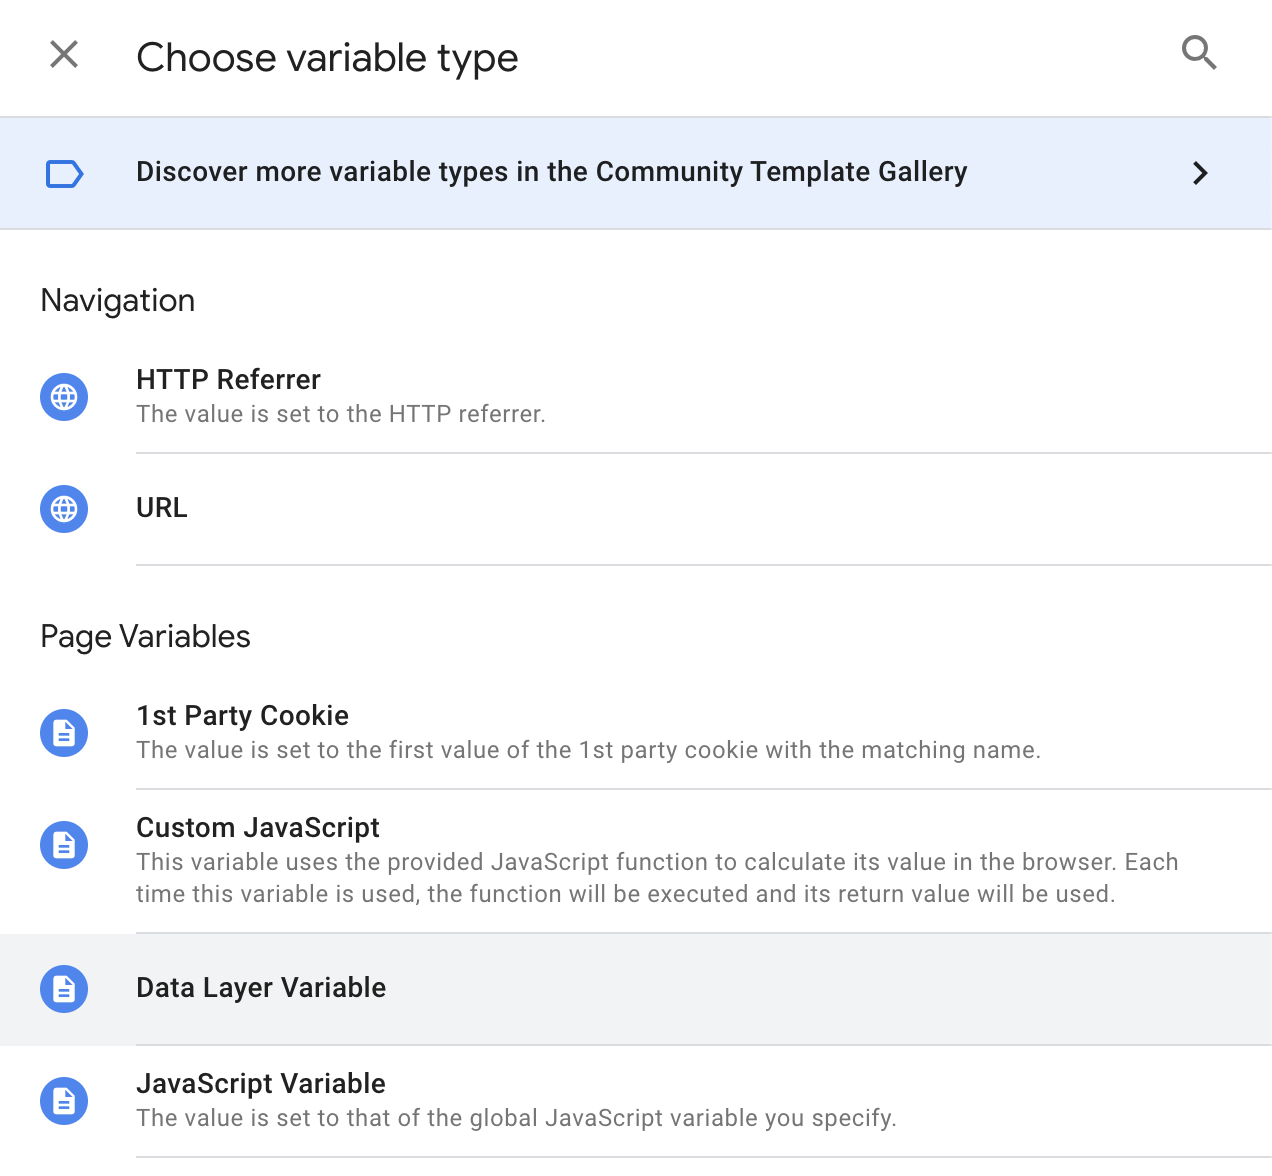 Choose variable type
Discover more variable types in the Community Template Gallery
Navigation
HTTP Referrer
The value is set to the HTTP referrer.
URL
Page Variables
1st Party Cookie
The value is set to the first value of the 1st party cookie with the matching name.
Custom JavaScript
This variable uses the provided JavaScript function to calculate its value in the browser. Each
time this variable is used, the function will be executed and its return value will be used.
Data Layer Variable
JavaScript Variable
The value is set to that of the global JavaScript variable you specify.